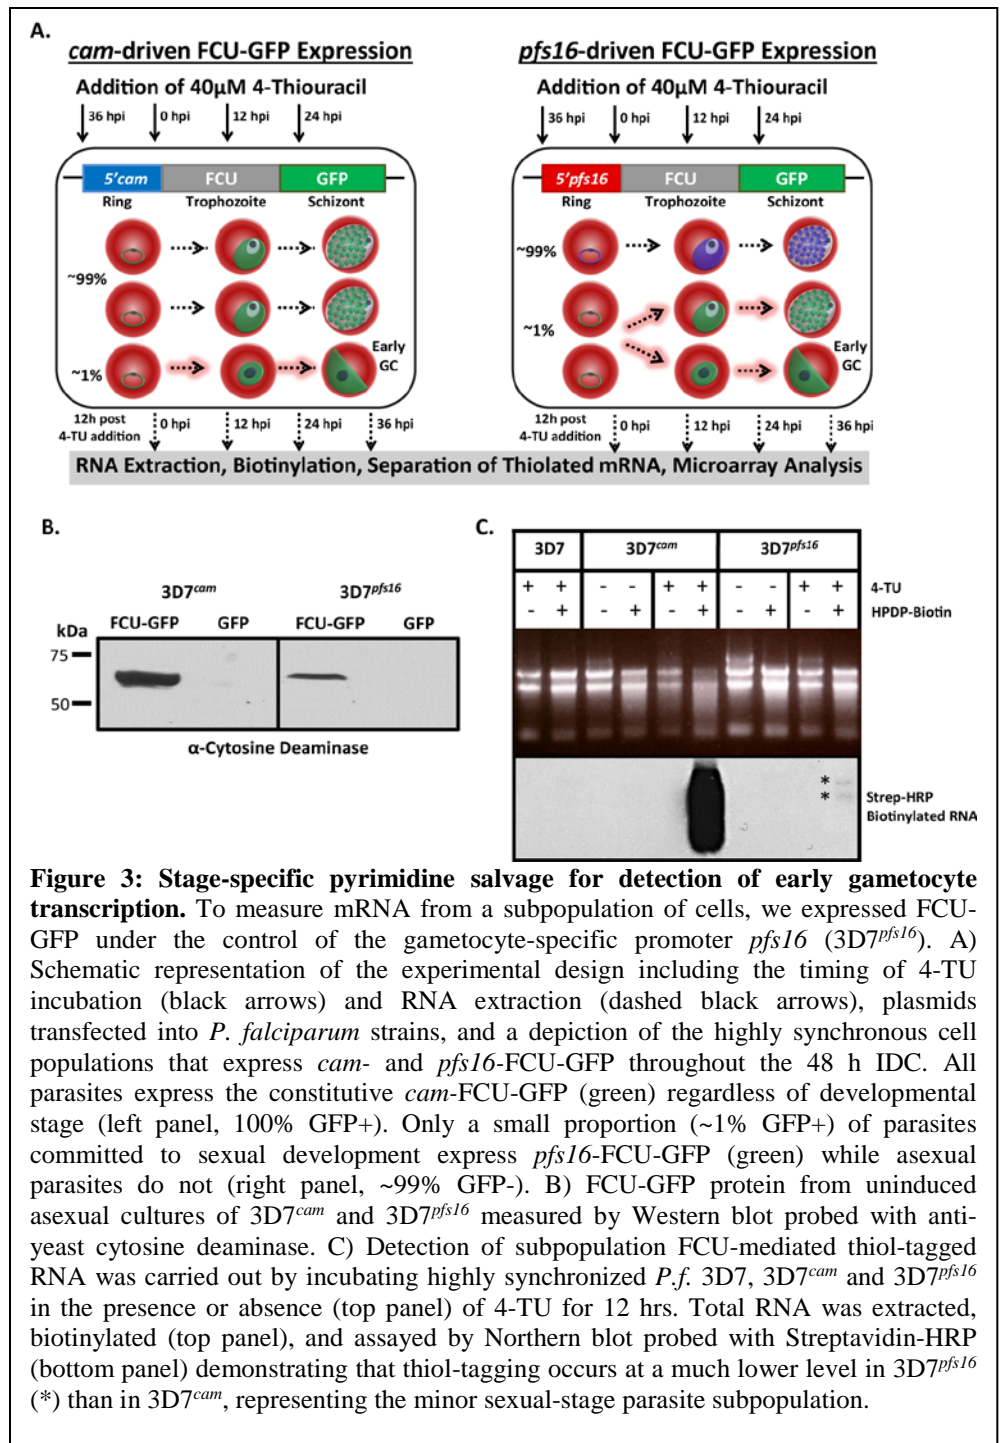 A.
cam-driven FCU-GFP Expression
Addition of 40µM 4-Thiouracil
36 hpi 0 hpi 12 hpi 24 hpi
5'cam FCU GFP
Ring Trophozoite Schizont
~99%
~1%
Early
GC
12h post
4-TU addition 0 hpi 12 hpi 24 hpi 36 hpi
pfs16-driven FCU-GFP Expression
Addition of 40µM 4-Thiouracil
36 hpi 0 hpi 12 hpi 24 hpi
5'pfs16 FCU GFP
Ring Trophozoite Schizont
~99%
~1%
Early
GC
12h post
4-TU addition 0 hpi 12 hpi 24 hpi 36 hpi
RNA Extraction, Biotinylation, Separation of Thiolated mRNA, Microarray Analysis
B.
3D7cam 3D7pfs16
kDa FCU-GFP GFP FCU-GFP GFP
75
50
α-Cytosine Deaminase
C.
3D7 3D7cam 3D7pfs16
+ + - - + + - - + + 4-TU
- + - + - + - + - + HPDP-Biotin
*
* Strep-HRP
Biotinylated RNA
Figure 3: Stage-specific pyrimidine salvage for detection of early gametocyte
transcription. To measure mRNA from a subpopulation of cells, we expressed FCU-
GFP under the control of the gametocyte-specific promoter pfs16 (3D7pfs16). A)
Schematic representation of the experimental design including the timing of 4-TU
incubation (black arrows) and RNA extraction (dashed black arrows), plasmids
transfected into P. falciparum strains, and a depiction of the highly synchronous cell
populations that express cam- and pfs16-FCU-GFP throughout the 48 h IDC. All
parasites express the constitutive cam-FCU-GFP (green) regardless of developmental
stage (left panel, 100% GFP+). Only a small proportion (~1% GFP+) of parasites
committed to sexual development express pfs16-FCU-GFP (green) while asexual
parasites do not (right panel, ~99% GFP-). B) FCU-GFP protein from uninduced
asexual cultures of 3D7cam and 3D7pfs16 measured by Western blot probed with anti-
yeast cytosine deaminase. C) Detection of subpopulation FCU-mediated thiol-tagged
RNA was carried out by incubating highly synchronized P.f. 3D7, 3D7cam and 3D7pfs16
in the presence or absence (top panel) of 4-TU for 12 hrs. Total RNA was extracted,
biotinylated (top panel), and assayed by Northern blot probed with Streptavidin-HRP
(bottom panel) demonstrating that thiol-tagging occurs at a much lower level in 3D7pfs16
(*) than in 3D7cam, representing the minor sexual-stage parasite subpopulation.